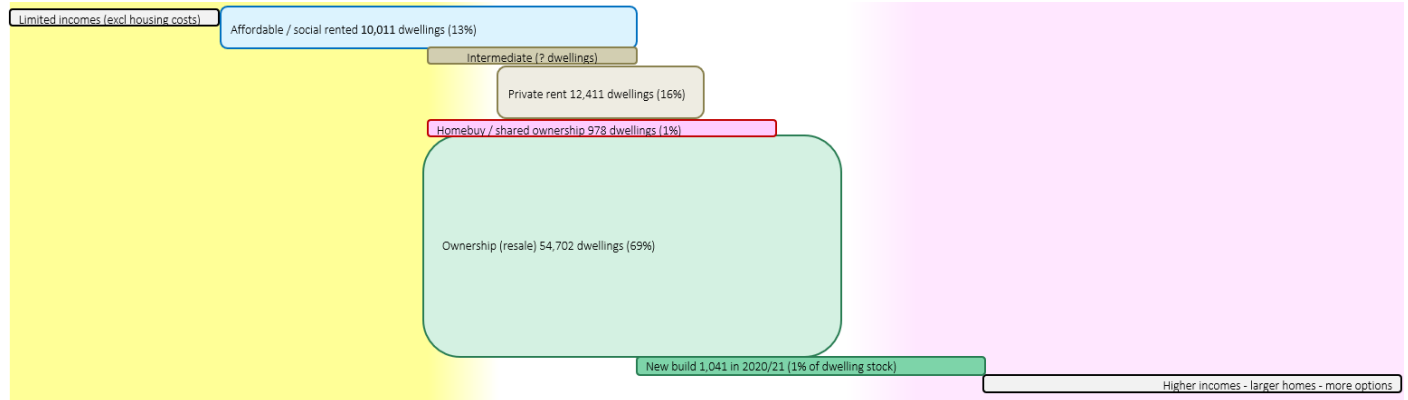 Limited incomes (excl housing costs)
Affordable / social rented 10,011 dwellings (13%)
Intermediate (? dwellings)
Private rent 12,411 dwellings (16%)
Homebuy / shared ownership 978 dwellings (1%)
Ownership (resale) 54,702 dwellings (69%)
New build 1,041 in 2020/21 (1% of dwelling stock)
Higher incomes - larger homes - more options